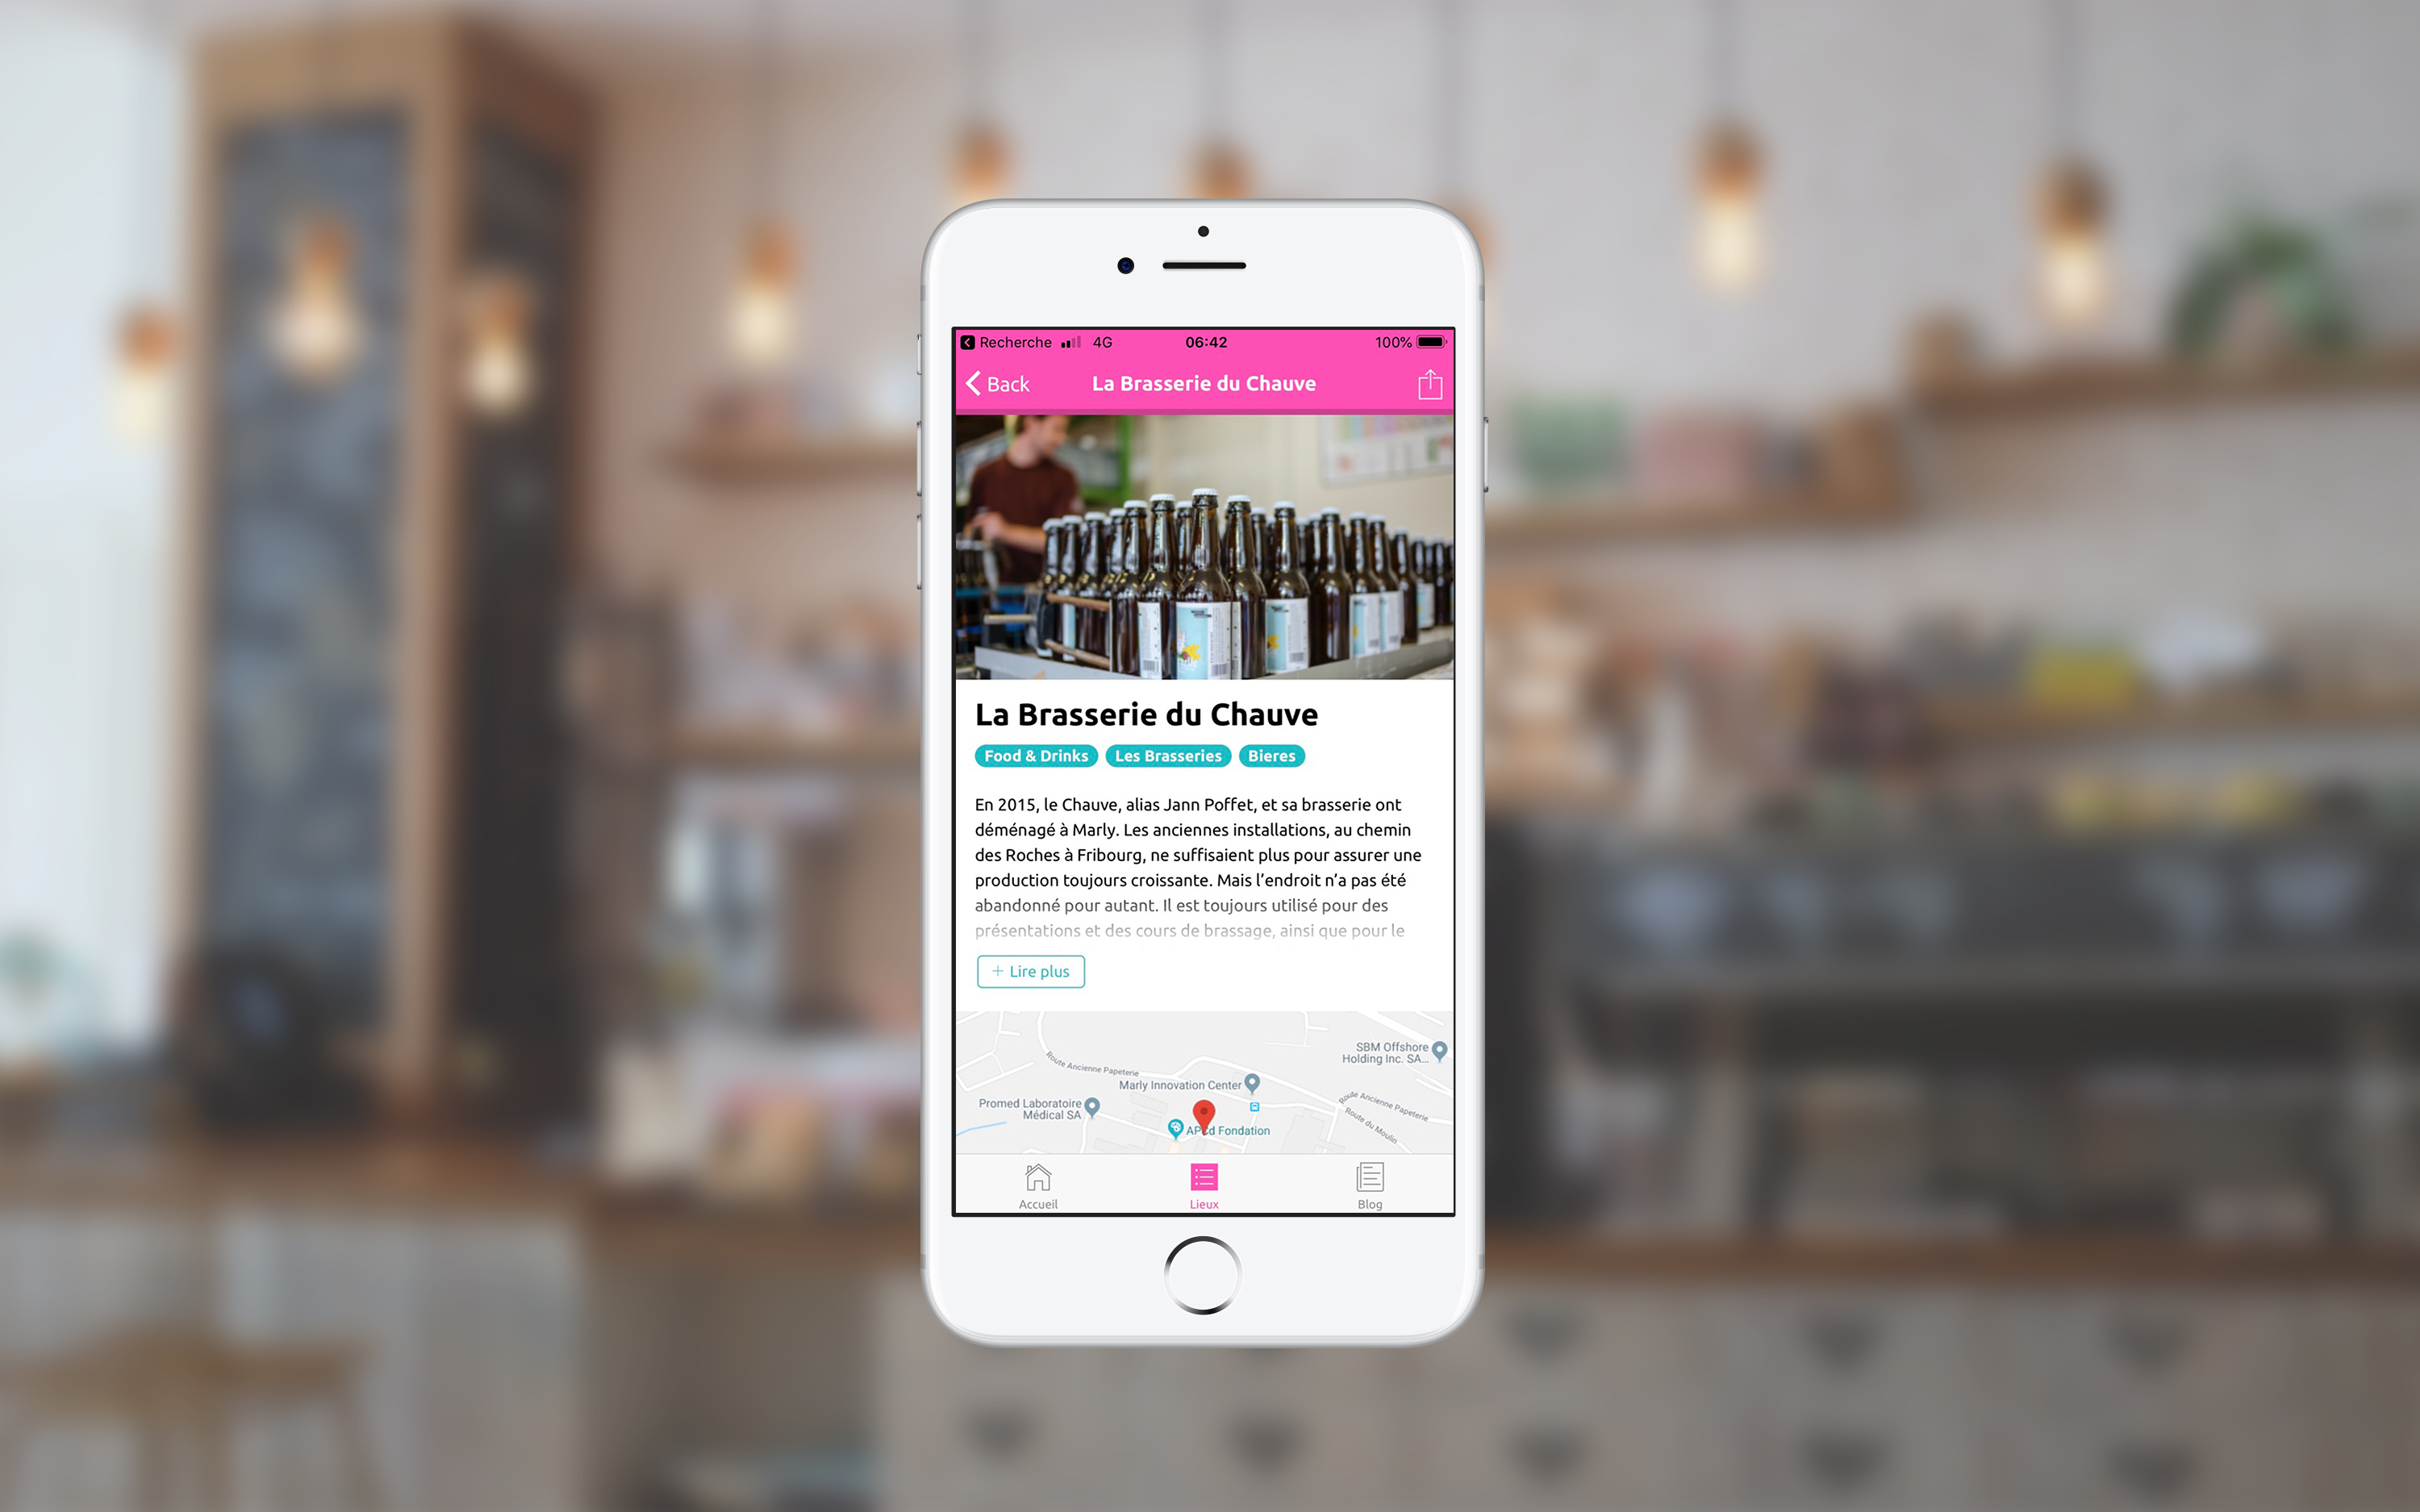 Recherche 4G 06:42 100%
Back La Brasserie du Chauve
La Brasserie du Chauve
Food & Drinks Les Brasseries Bieres
En 2015, le Chauve, alias Jann Poffet, et sa brasserie ont
déménagé à Marly. Les anciennes installations, au chemin
des Roches à Fribourg, ne suffisaient plus pour assurer une
production toujours croissante. Mais l’endroit n’a pas été
abandonné pour autant. Il est toujours utilisé pour des
présentations et des cours de brassage, ainsi que pour le
+ Lire plus
SBM Offshore
Holding Inc. SA...
Route Ancienne Papeterie
Marly Innovation Center
Promed Laboratoire
Médical SA
Route Ancienne Papeterie
Route du Moulin
Fondation
Accueil Lieux Blog